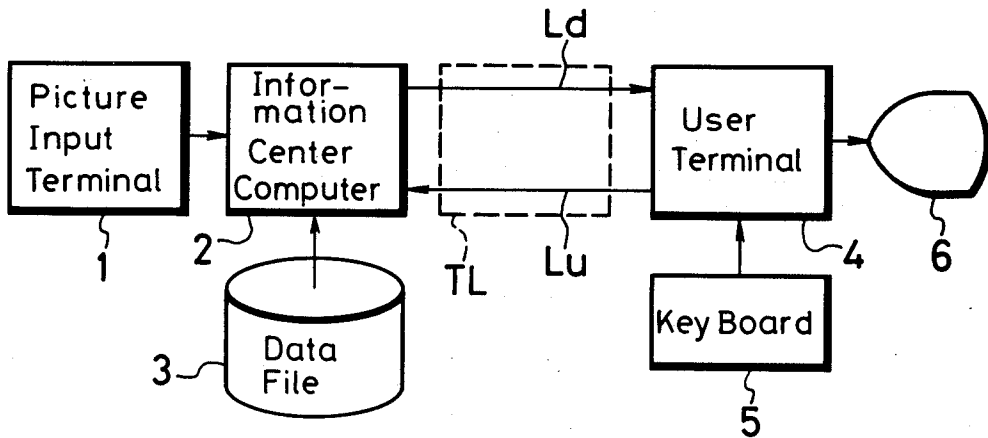 Ld
Picture
Input
Terminal
1
Infor-
mation
Center
Computer
2
User
Terminal
4
6
TL
Lu
3
Data
File
Key Board
5